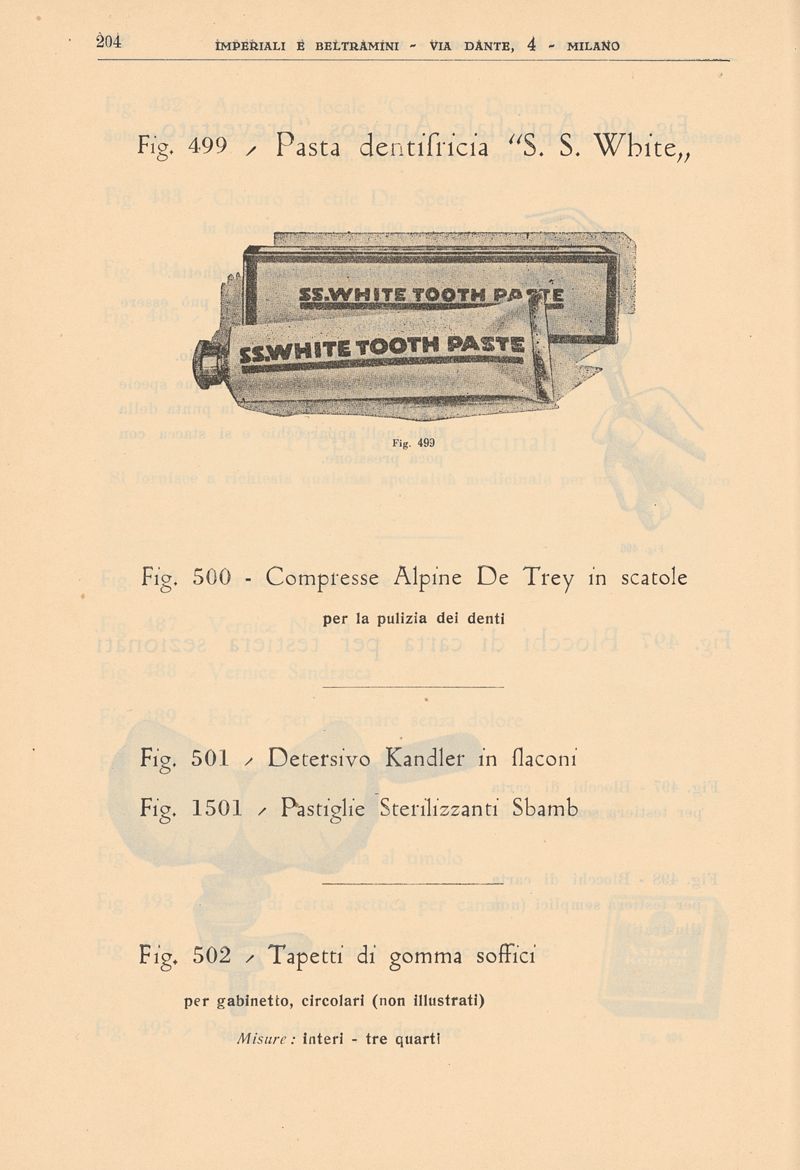 204
IMPERIALI E BELTRAMINI - VIA DANTE, 4 - MILANO
Fig. 499 - Pasta dentifricia "S. S. White„
SS.WHITE TOOTH PASTE
SS.WHITE TOOTH PASTE
Fig. 499
Fig. 500 - Compresse Alpine De Trey in scatole
per la pulizia dei denti
Fig. 501 - Detersivo Kandler in flaconi
Fig. 1501 - Pastiglie Sterilizzanti Sbamb
Fig. 502 - Tapetti di gomma soffici
per gabinetto, circolari (non illustrati)
Misure : interi - tre quarti